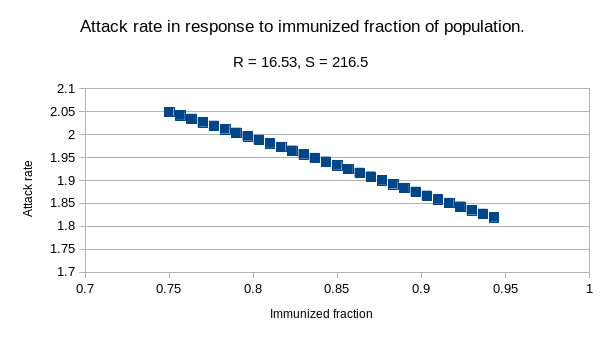 Attack rate in response to immunized fraction of population.
R = 16.53, S = 216.5
2.1
2.05
2
1.95
1.9
1.85
1.8
1.75
1.7
Attack rate
0.7 0.75 0.8 0.85 0.9 0.95 1
Immunized fraction